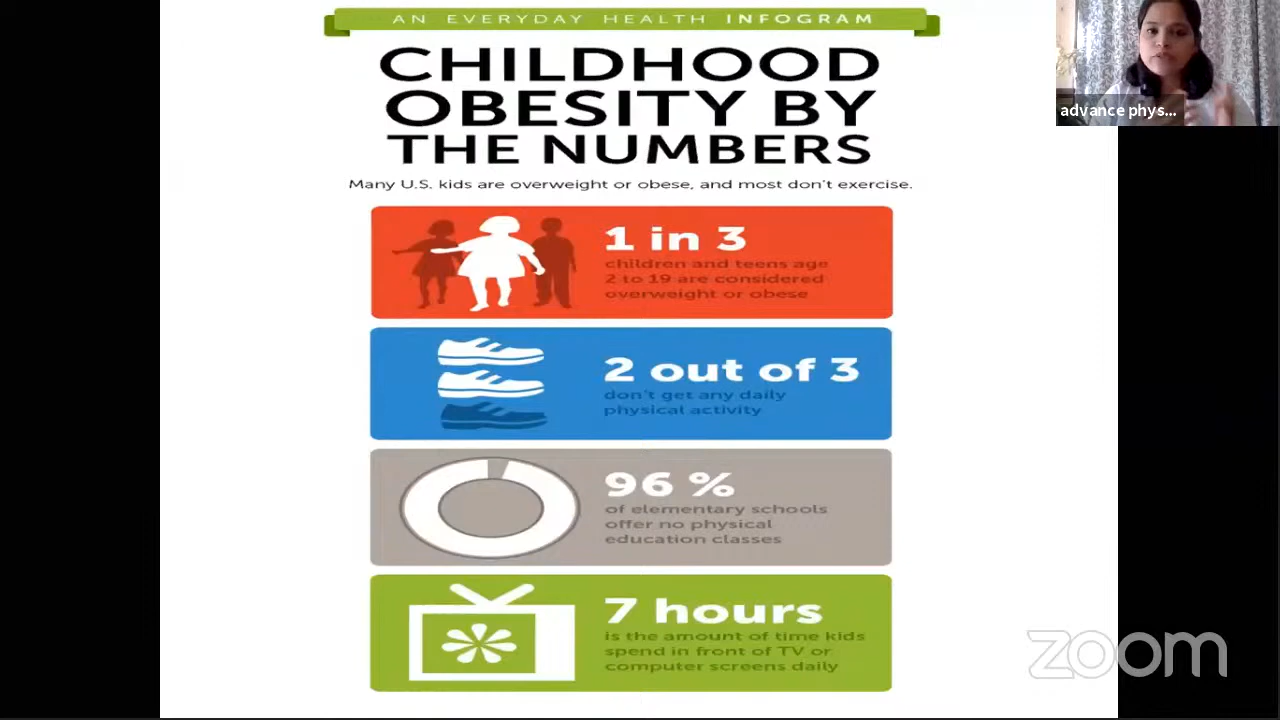 AN EVERYDAY HEALTH INFOGRAM
CHILDHOOD
OBESITY BY
THE NUMBERS
Many U.S. kids are overweight or obese, and most don't exercise.
1 in 3
children and teens age
2 to 19 are considered
overweight or obese
2 out of 3
don't get any daily
physical activity
96 %
of elementary schools
offer no physical
education classes
7 hours
is the amount of time kids
spend in front of TV or
computer screens daily
advance phys...
zoom